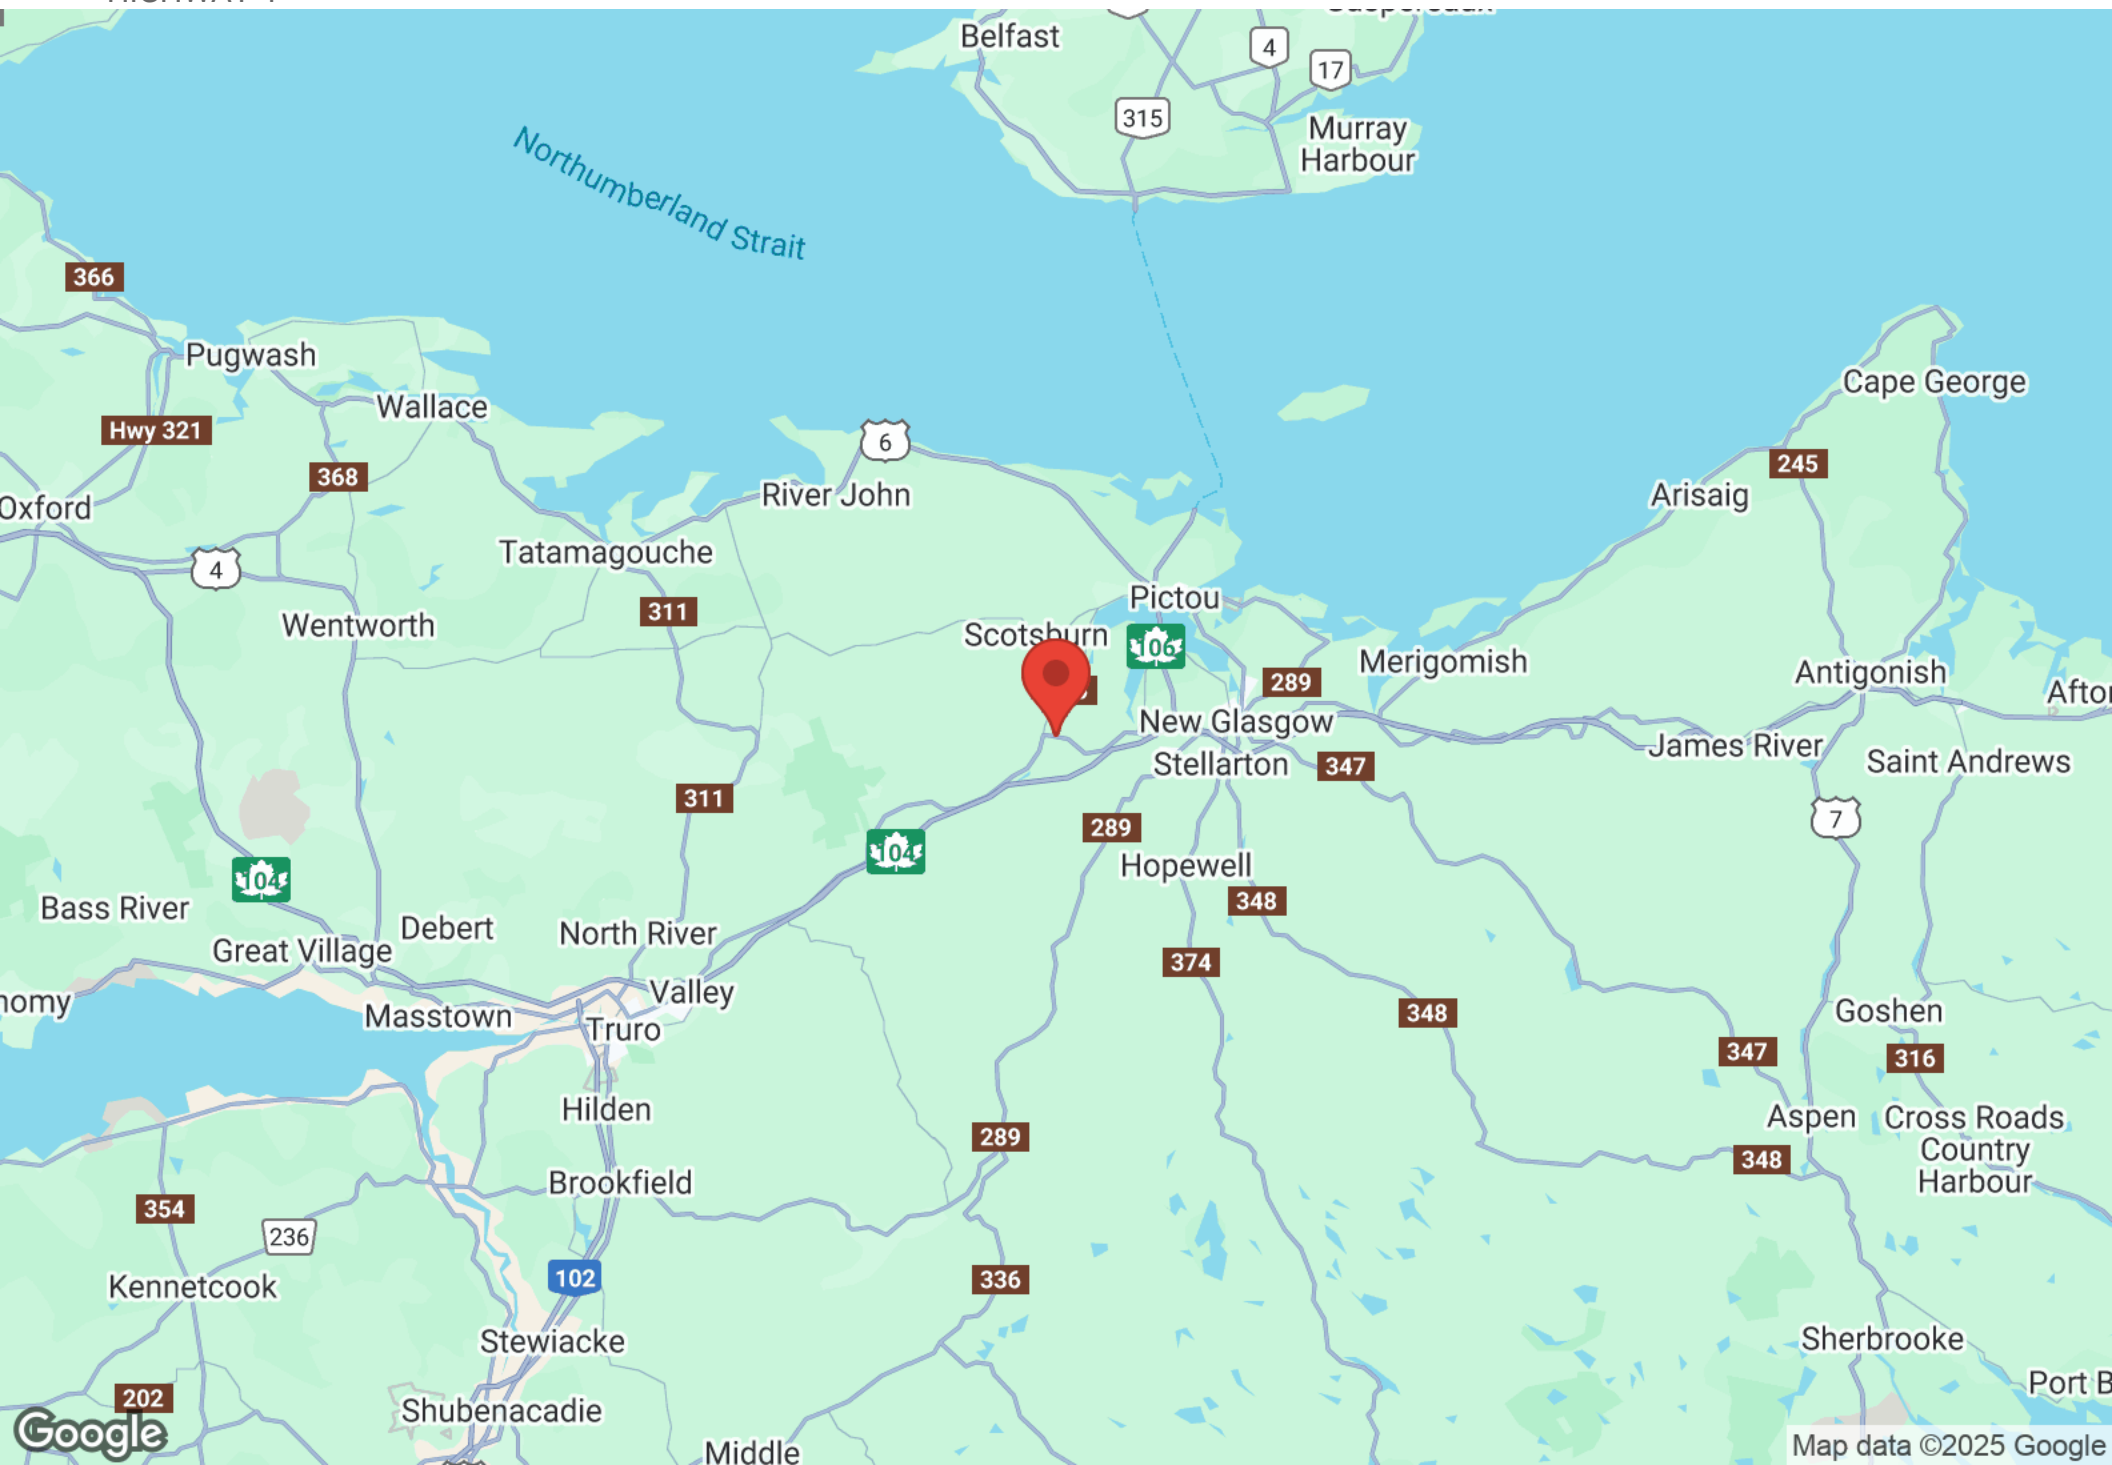 Belfast
4
17
315
Murray
Harbour
Northumberland Strait
366
Pugwash
Cape George
Wallace
Hwy 321
6
245
368
River John
Arisaig
Oxford
Tatamagouche
4
Pictou
311
Wentworth
Scotsburn
106
Merigomish
289
Antigonish
New Glasgow
James River
Stellarton
347
Saint Andrews
311
7
289
104
Hopewell
104
348
Bass River
Debert
North River
Great Village
374
Valley
Masstown
348
Goshen
Truro
347
316
Hilden
Aspen
Cross Roads
Country
Harbour
289
348
Brookfield
354
236
102
336
Kennetcook
Stewiacke
Sherbrooke
202
Shubenacadie
Google
Middle
Map data ©2025 Google